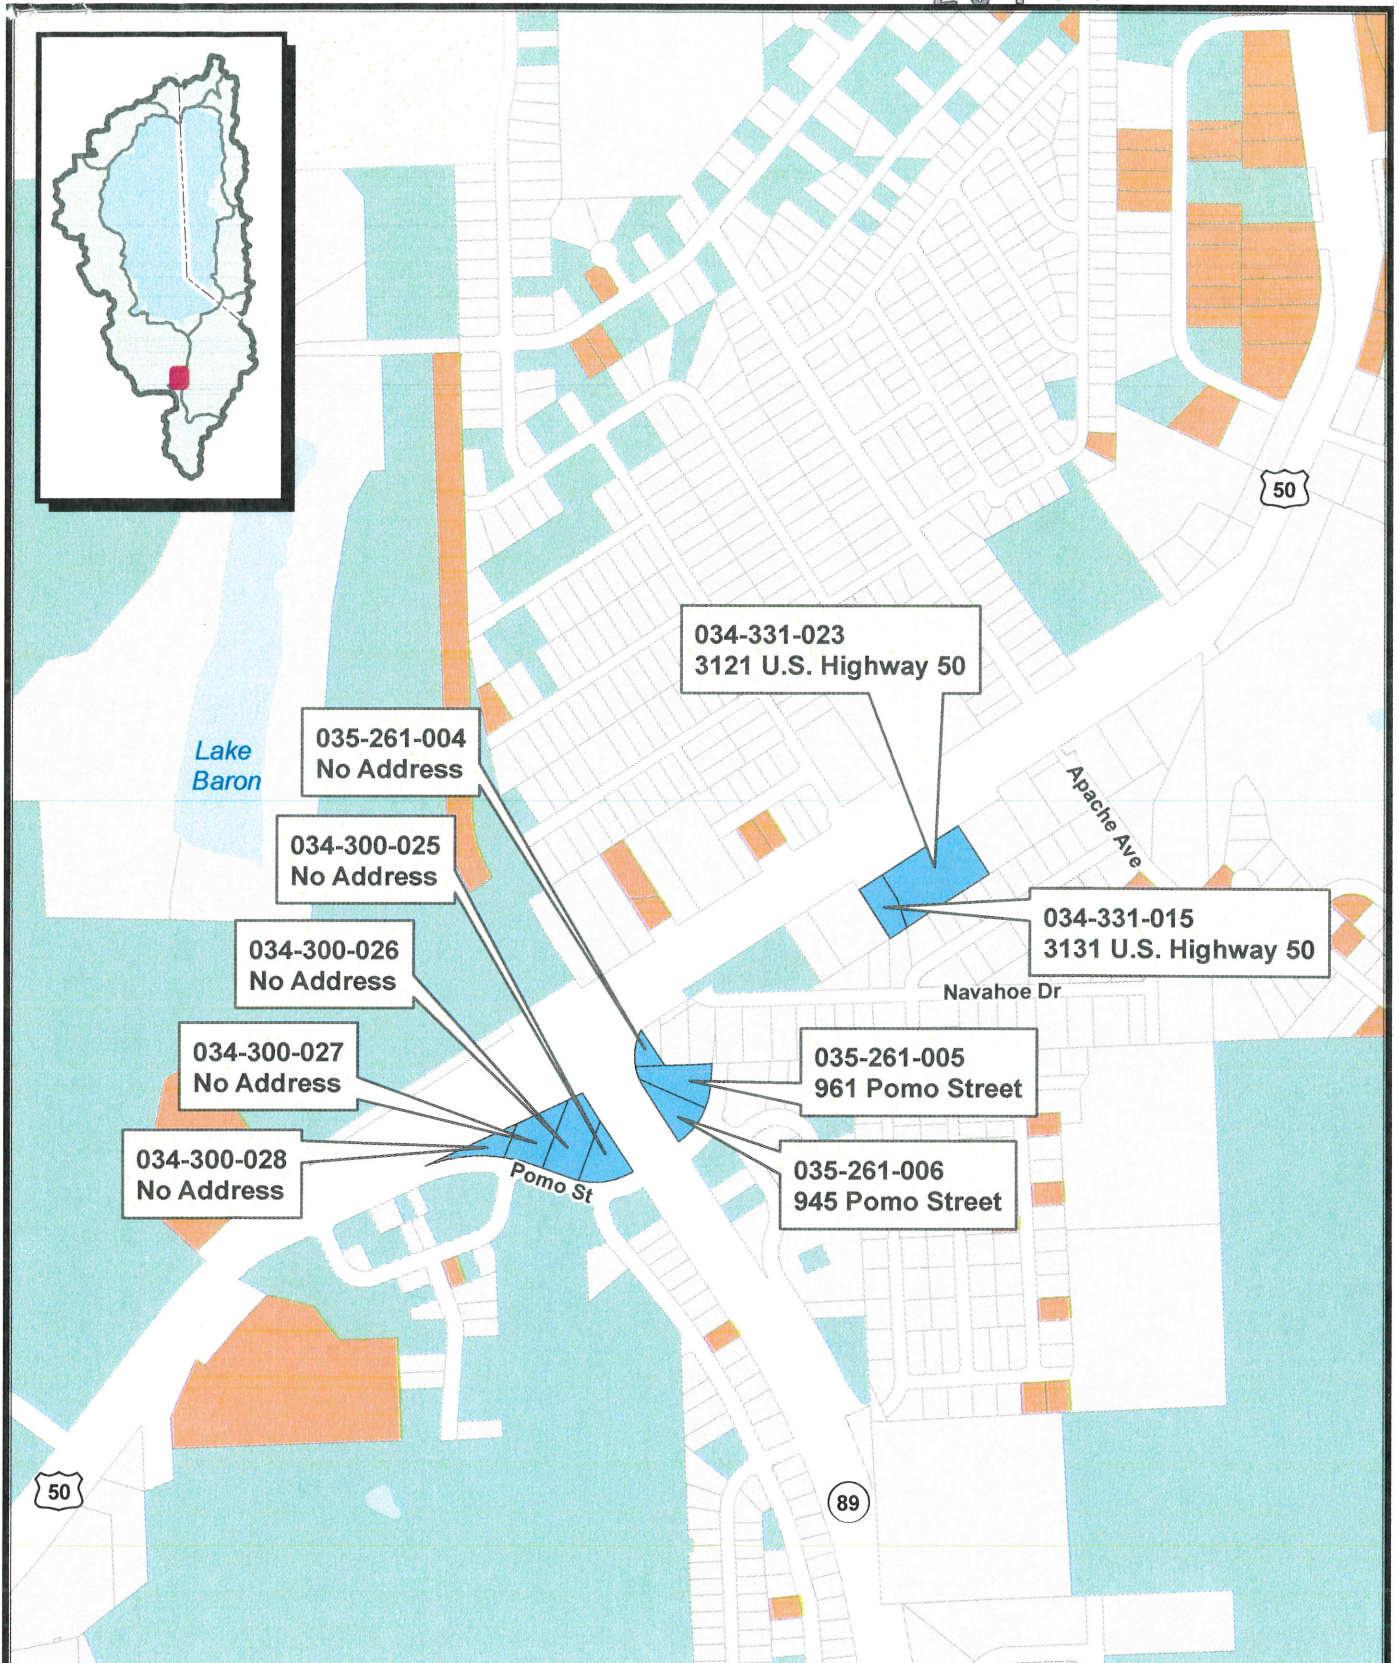 50
034-331-023
3121 U.S. Highway 50
035-261-004
No Address
Lake
Baron
Apache Ave
034-300-025
No Address
034-331-015
3131 U.S. Highway 50
034-300-026
No Address
Navahoe Dr
034-300-027
No Address
035-261-005
961 Pomo Street
034-300-028
No Address
Pomo St
035-261-006
945 Pomo Street
50
89